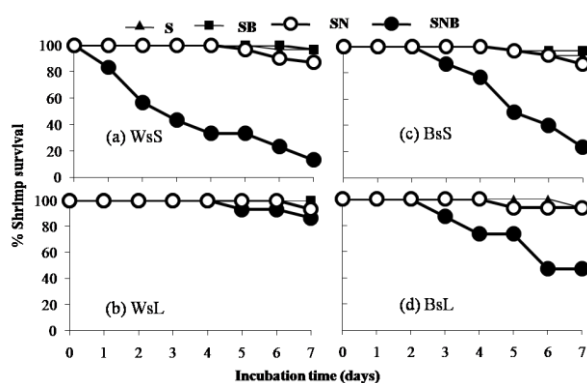 S SB SN SNB
100
80
60
40
20
0
(a) WsS
(c) BsS
% Shrimp survival
100
80
60
40
20
0
(b) WsL
(d) BsL
0 1 2 3 4 5 6 7 0 1 2 3 4 5 6 7
Incubation time (days)